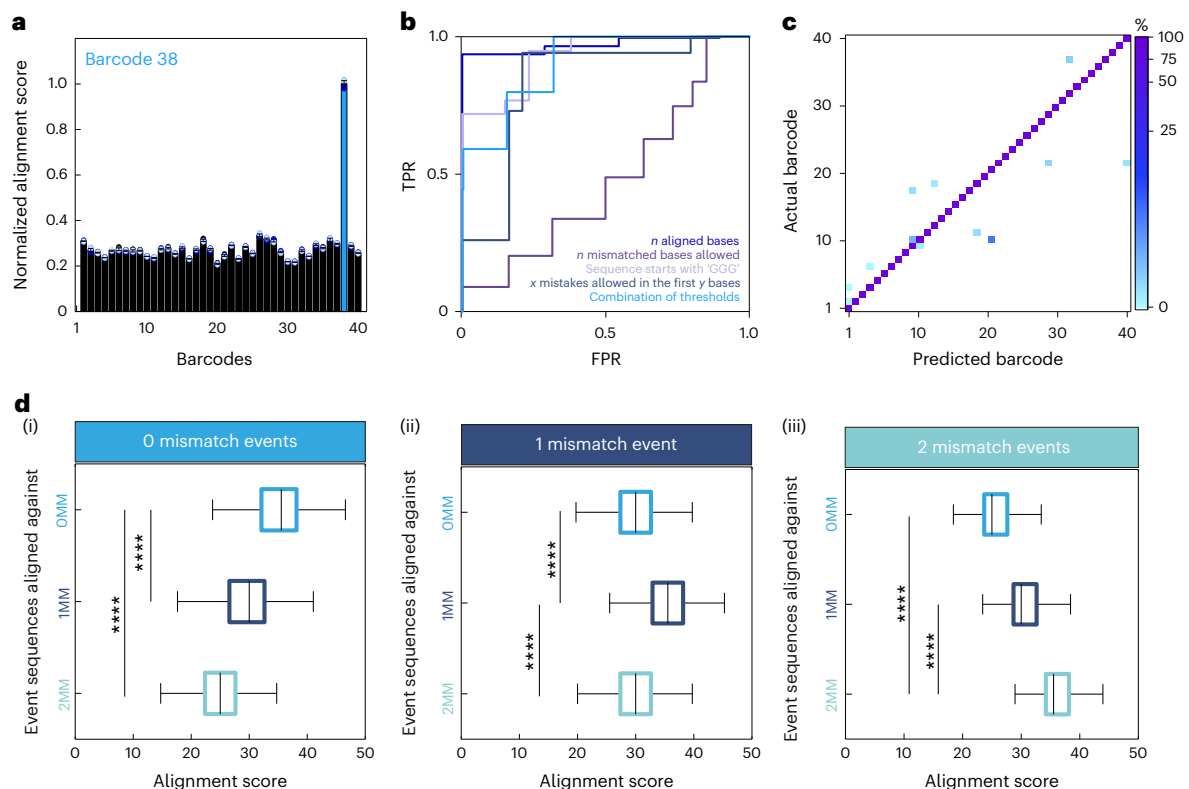 a
Barcode 38
Normalized alignment score
1.0
0.8
0.6
0.4
0.2
0
1
10
20
30
40
Barcodes
b
TPR
1.0
0.5
0
n aligned bases
n mismatched bases allowed
Sequence starts with ‘GGG’
x mistakes allowed in the first y bases
Combination of thresholds
0
0.5
1.0
FPR
c
Actual barcode
40
30
20
10
1
1
10
20
30
40
Predicted barcode
%
100
75
50
25
0
d
(i)
0 mismatch events
Event sequences aligned against
0MM
1MM
2MM
****
****
0
10
20
30
40
50
Alignment score
(ii)
1 mismatch event
Event sequences aligned against
0MM
1MM
2MM
****
****
0
10
20
30
40
50
Alignment score
(iii)
2 mismatch events
Event sequences aligned against
0MM
1MM
2MM
****
****
0
10
20
30
40
50
Alignment score